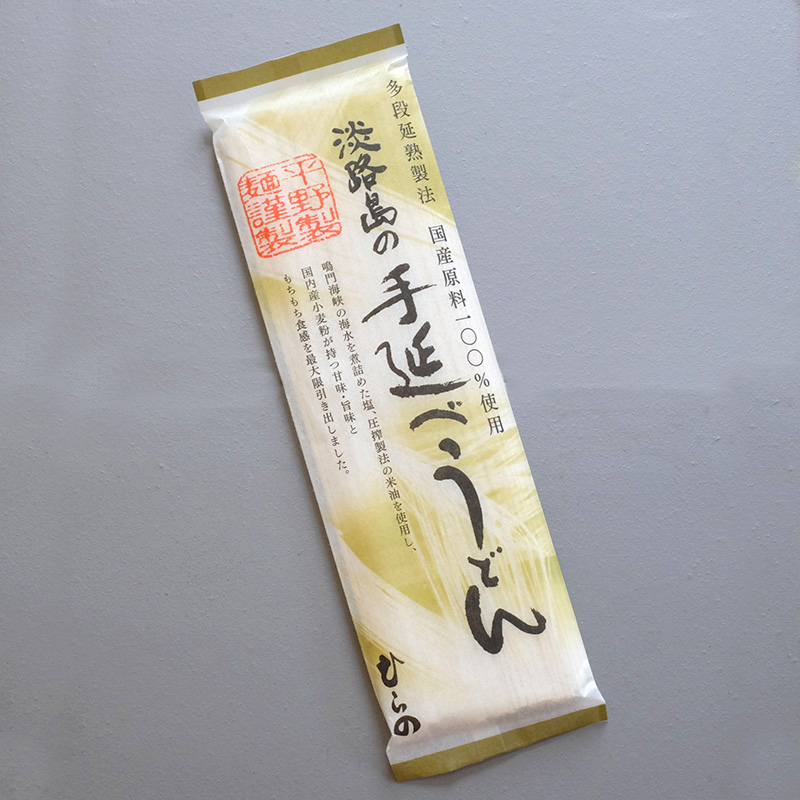 多段延熟製法 国産原料一〇〇%使用
淡路島の手延べうどん
平野製
麺謹製
鳴門海峡の海水を煮詰めた塩、圧搾製法の米油を使用し、
国内産小麦粉が持つ甘味・旨味と
もちもち食感を最大限引き出しました。
ひらの